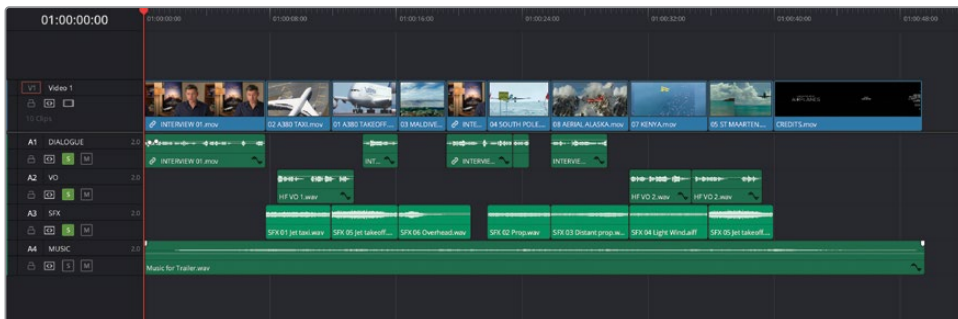 01:00:00:00
01:00:00:00 01:00:08:00 01:00:16:00 01:00:24:00 01:00:32:00 01:00:40:00 01:00:48:00
V1 Video 1
10 Clips
INTERVIEW 01.mov 02 A380 TAXI.mov 01 A380 TAKEOFF.... 03 MALDIVE... INTE... 04 SOUTH POLE.... 08 AERIAL ALASKA.mov 07 KENYA.mov 05 ST MAARTEN.... CREDITS.mov
AIRPLANES
A1 DIALOGUE 2.0
S M
INTERVIEW 01.mov INT... INTERVIE... INTERVIE...
A2 VO 2.0
S M
HF VO 1.wav HF VO 2.wav HF VO 2.wav
A3 SFX 2.0
S M
SFX 01 Jet taxi.wav SFX 05 Jet takeoff.... SFX 06 Overhead.wav SFX 02 Prop.wav SFX 03 Distant prop.w... SFX 04 Light Wind.aiff SFX 05 Jet takeoff....
A4 MUSIC 2.0
S M
Music for Trailer.wav